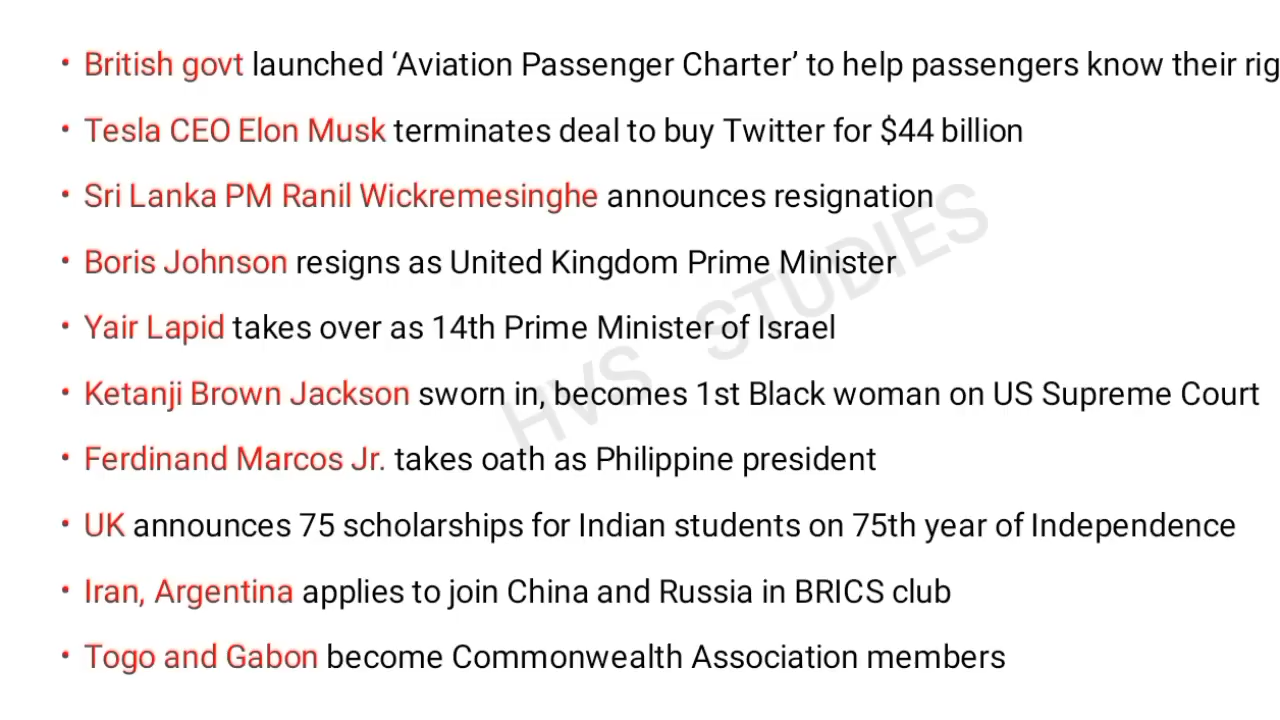 • British govt launched ‘Aviation Passenger Charter’ to help passengers know their rig
• Tesla CEO Elon Musk terminates deal to buy Twitter for $44 billion
• Sri Lanka PM Ranil Wickremesinghe announces resignation
• Boris Johnson resigns as United Kingdom Prime Minister
• Yair Lapid takes over as 14th Prime Minister of Israel
• Ketanji Brown Jackson sworn in, becomes 1st Black woman on US Supreme Court
• Ferdinand Marcos Jr. takes oath as Philippine president
• UK announces 75 scholarships for Indian students on 75th year of Independence
• Iran, Argentina applies to join China and Russia in BRICS club
• Togo and Gabon become Commonwealth Association members
HVS STUDIES